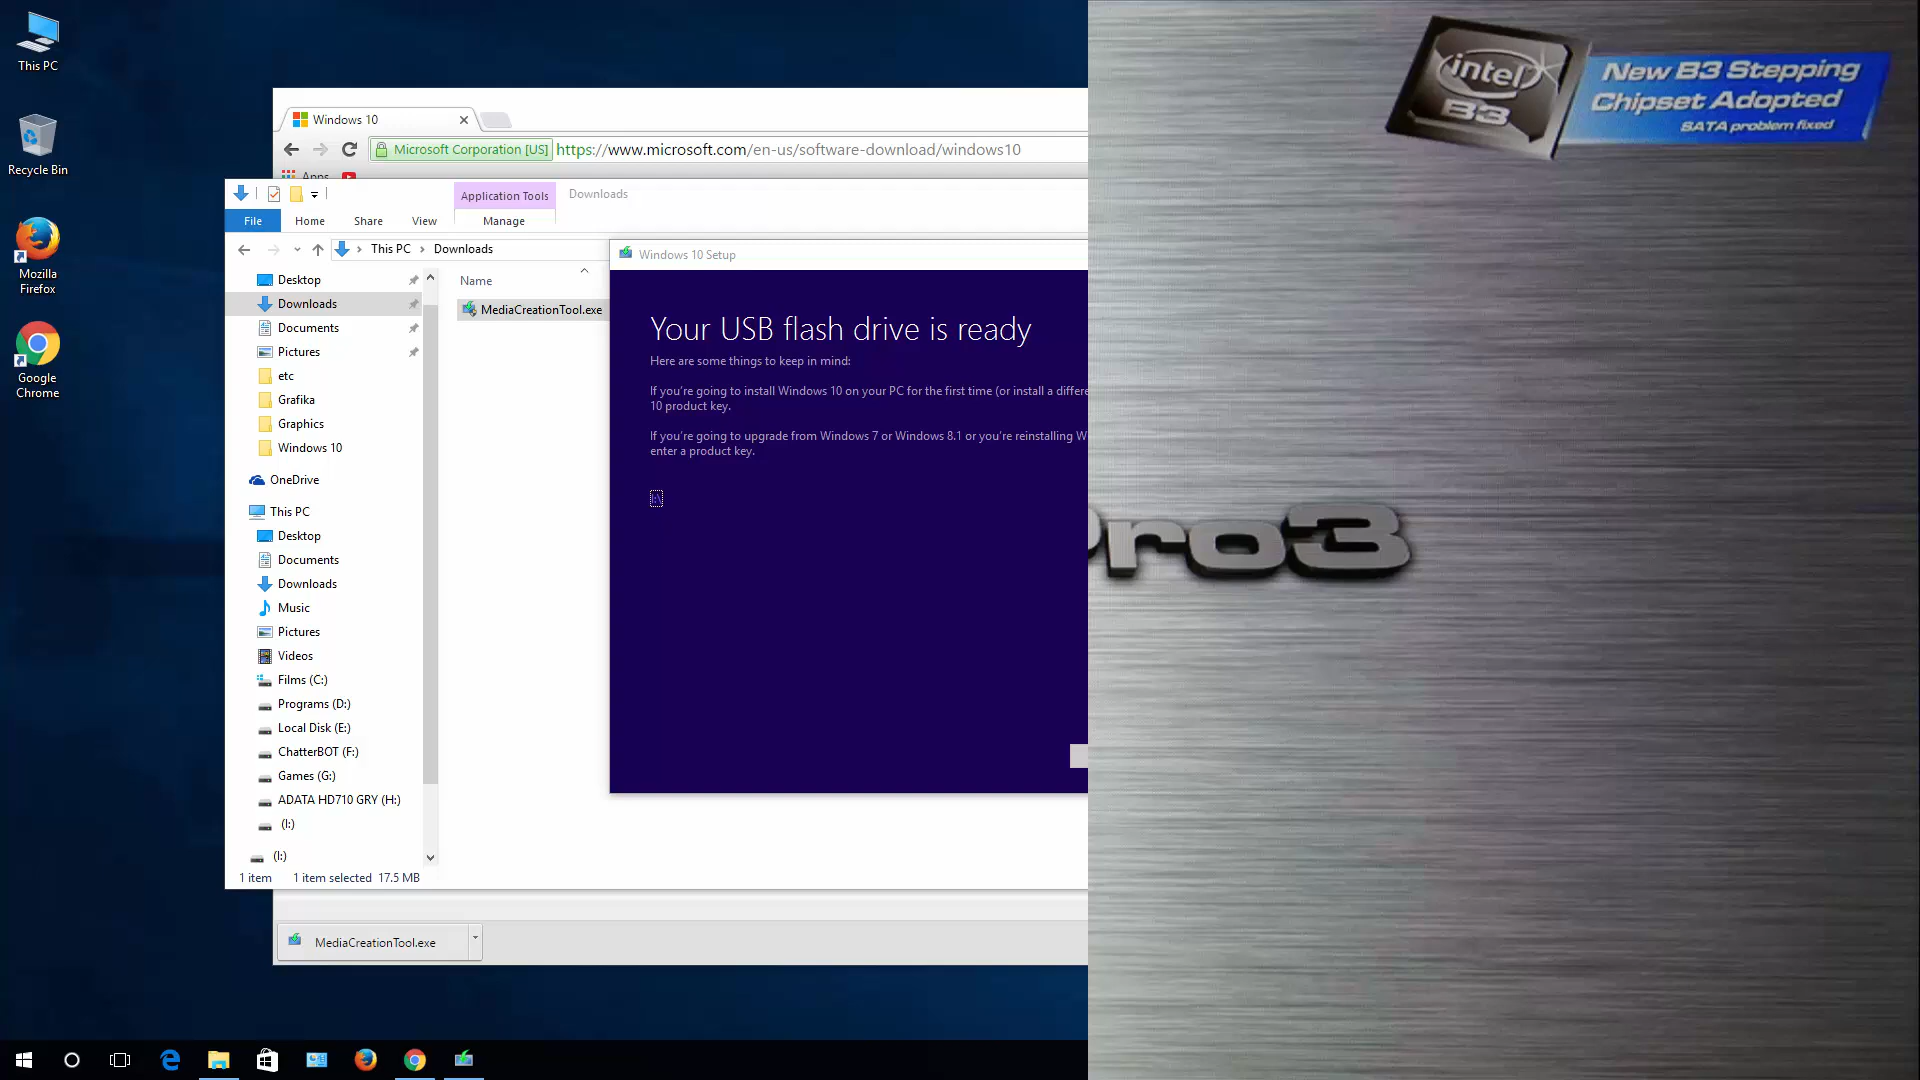 This PC
Recycle Bin
Mozilla
Firefox
Google
Chrome
Windows 10
Microsoft Corporation [US] https://www.microsoft.com/en-us/software-download/windows10
Apps
Application Tools Downloads
File Home Share View Manage
This PC Downloads
Desktop
Downloads
Documents
Pictures
etc
Grafika
Graphics
Windows 10
OneDrive
This PC
Desktop
Documents
Downloads
Music
Pictures
Videos
Films (C:)
Programs (D:)
Local Disk (E:)
ChatterBOT (F:)
Games (G:)
ADATA HD710 GRY (H:)
(I:)
(I:)
1 item 1 item selected 17.5 MB
Name
MediaCreationTool.exe
Windows 10 Setup
Your USB flash drive is ready
Here are some things to keep in mind:
If you're going to install Windows 10 on your PC for the first time (or install a differe
10 product key.
If you're going to upgrade from Windows 7 or Windows 8.1 or you're reinstalling W
enter a product key.
MediaCreationTool.exe
intel
B3
New B3 Stepping
Chipset Adopted
SATA problem fixed
Pro3